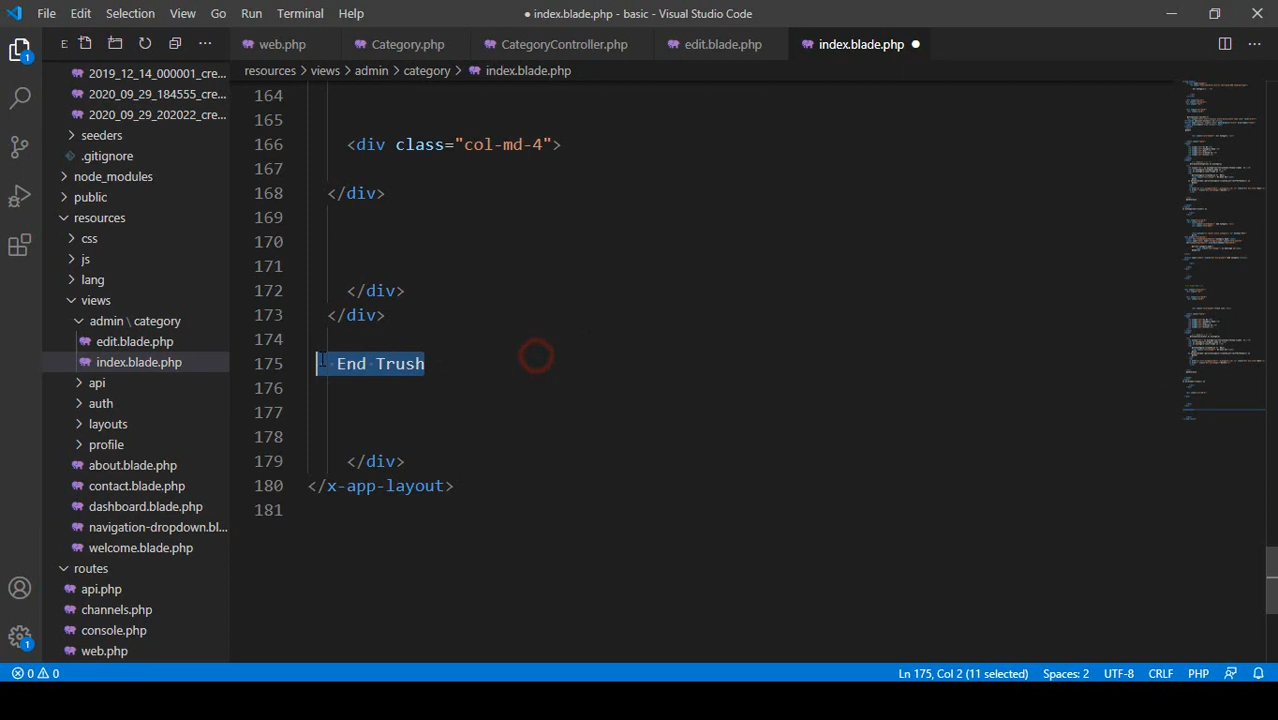 File Edit Selection View Go Run Terminal Help
● index.blade.php - basic - Visual Studio Code
E
web.php
Category.php
CategoryController.php
edit.blade.php
index.blade.php
resources > views > admin > category > index.blade.php
2019_12_14_000001_cre...
2020_09_29_184555_cre...
2020_09_29_202022_cre...
seeders
.gitignore
node_modules
public
resources
css
js
lang
views
admin \ category
edit.blade.php
index.blade.php
api
auth
layouts
profile
about.blade.php
contact.blade.php
dashboard.blade.php
navigation-dropdown.bl...
welcome.blade.php
routes
api.php
channels.php
console.php
web.php
1
1
164
165
166 <div class="col-md-4">
167
168 </div>
169
170
171
172 </div>
173 </div>
174
175 End Trush
176
177
178
179 </div>
180 </x-app-layout>
181
0 0
Ln 175, Col 2 (11 selected) Spaces: 2 UTF-8 CRLF PHP